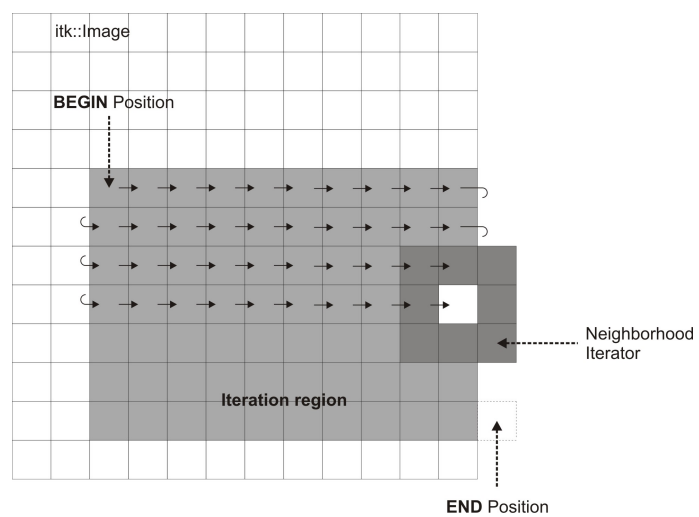 itk::Image
BEGIN Position
Neighborhood
Iterator
Iteration region
END Position